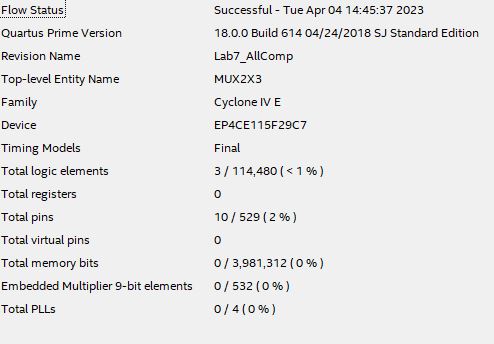 Flow Status Successful - Tue Apr 04 14:45:37 2023
Quartus Prime Version 18.0.0 Build 614 04/24/2018 SJ Standard Edition
Revision Name Lab7_AllComp
Top-level Entity Name MUX2X3
Family Cyclone IV E
Device EP4CE115F29C7
Timing Models Final
Total logic elements 3 / 114,480 ( < 1 % )
Total registers 0
Total pins 10 / 529 ( 2 % )
Total virtual pins 0
Total memory bits 0 / 3,981,312 ( 0 % )
Embedded Multiplier 9-bit elements 0 / 532 ( 0 % )
Total PLLs 0 / 4 ( 0 % )